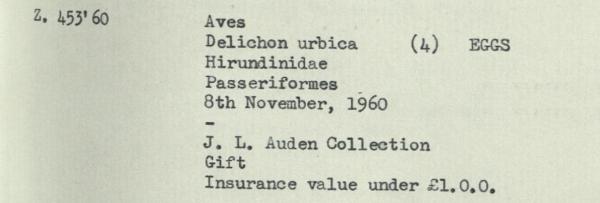 Z. 453'60
Aves
Delichon urbica (4) EGGS
Hirundinidae
Passeriformes
8th November, 1960
-
J. L. Auden Collection
Gift
Insurance value under £1.0.0.